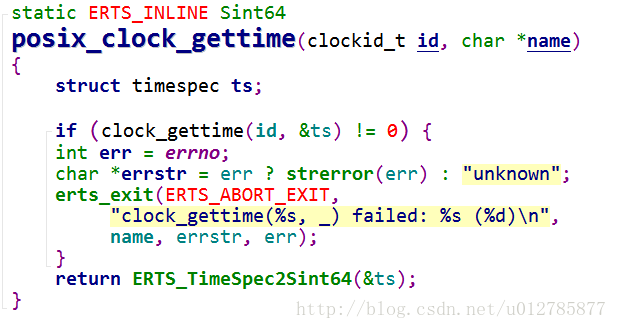 static ERTS_INLINE Sint64
posix_clock_gettime(clockid_t id, char *name)
{
    struct timespec ts;

    if (clock_gettime(id, &ts) != 0) {
    int err = errno;
    char *errstr = err ? strerror(err) : "unknown";
    erts_exit(ERTS_ABORT_EXIT,
         "clock_gettime(%s, _) failed: %s (%d)\n",
         name, errstr, err);
    }
    return ERTS_TimeSpec2Sint64(&ts);
}
http://blog.csdn.net/u012785877